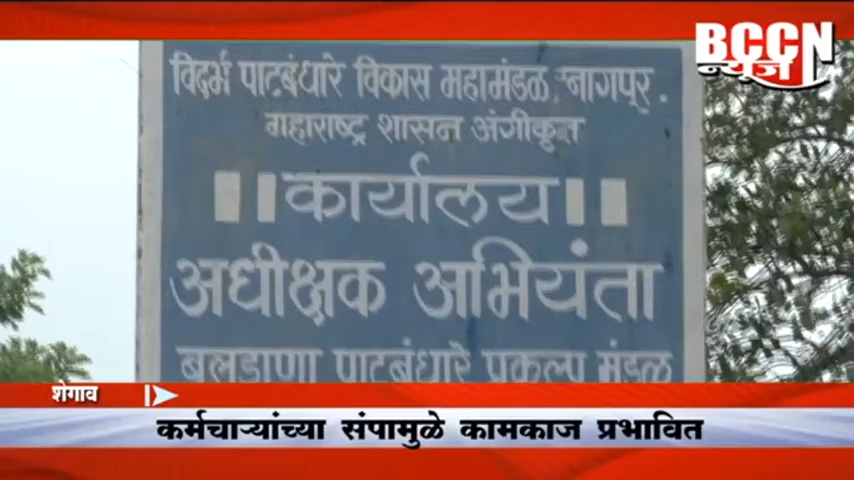 BCCN
न्यूज
विदर्भ पाटबंधारे विकास महामंडळ, नागपूर.
महाराष्ट्र शासन अंगीकृत
||कार्यालय||
अधीक्षक अभियंता
बुलडाणा पाटबंधारे प्रकल्प मंडळ
शेगाव
कर्मचाऱ्यांच्या संपामुळे कामकाज प्रभावित